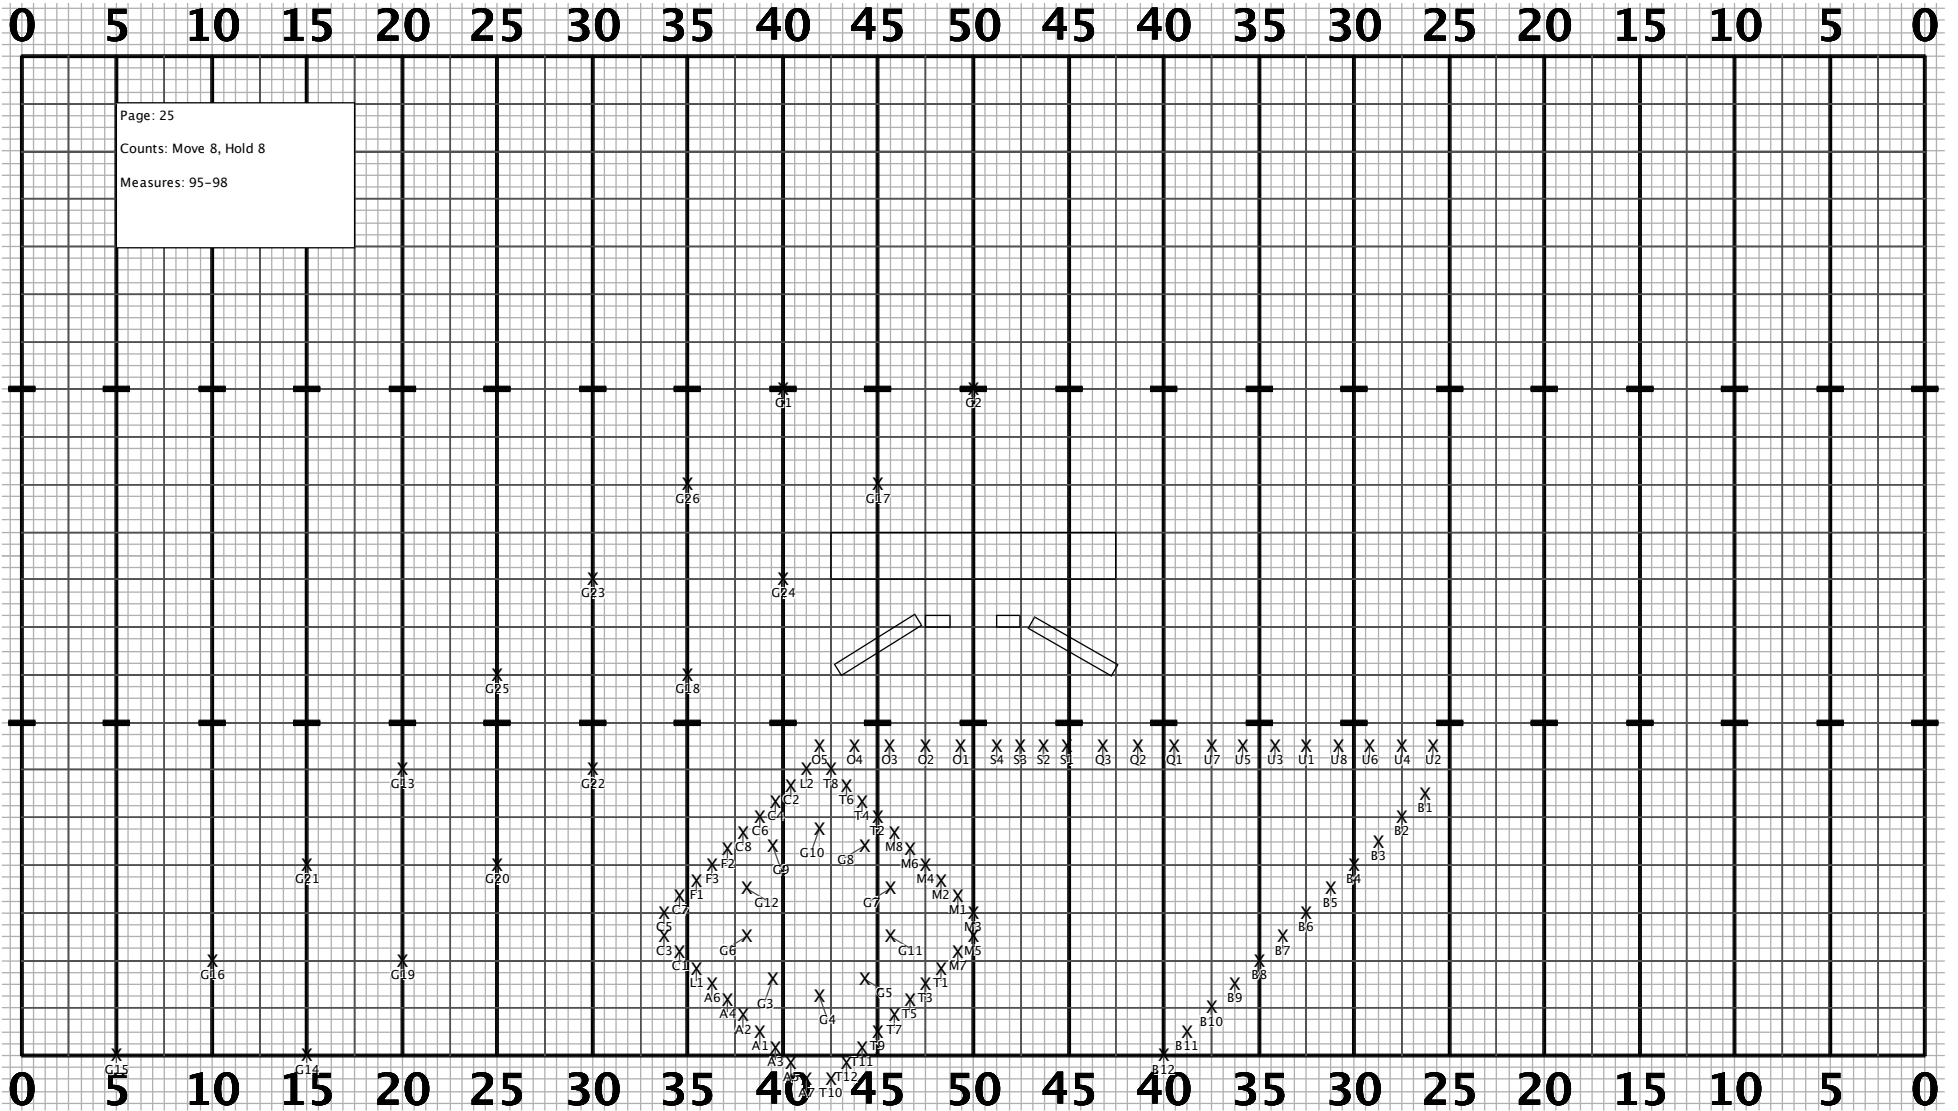 0 5 10 15 20 25 30 35 40 45 50 45 40 35 30 25 20 15 10 5 0
Page: 25
Counts: Move 8, Hold 8
Measures: 95-98
G1 G2
G26 G17
G23 G24
G25 G18
O5 O4 O3 O2 O1 S4 S3 S2 S1 Q3 Q2 Q1 U7 U5 U3 U1 U8 U6 U4 U2
G13 G22 L2 T8
C2 T6
B1
C4 T4
C6 T2 B2
C8 G10 G8 M8
B3
F2 G9 M6
G21 G20 F3 M4 B4
F1 M2
G12 G7 B5
C7 M1
C5 M3 B6
C3 G6 G11 M5 B7
C1 M7
G16 G19 B8
L1 T1
A6 G3 G5 T3 B9
A4 T5
G4 B10
A2 T7
A1 T9 B11
A3 T11
G15 G14 B12
A5 T12
A7 T10
0 5 10 15 20 25 30 35 40 45 50 45 40 35 30 25 20 15 10 5 0